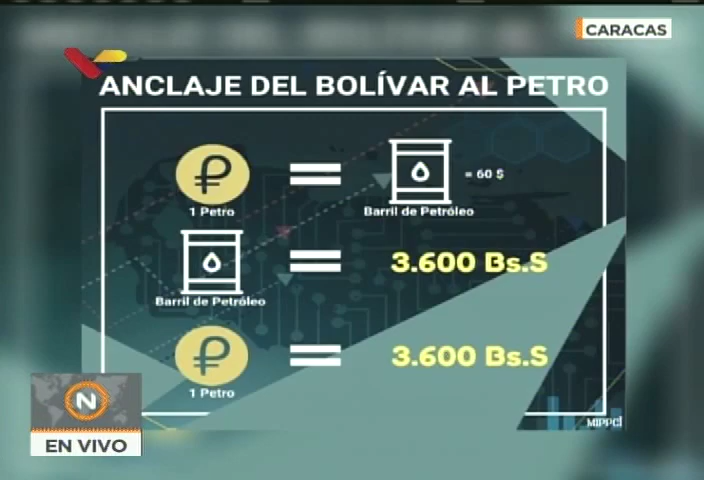 CARACAS
ANCLAJE DEL BOLÍVAR AL PETRO
= 60 $
1 Petro
Barril de Petróleo
3.600 Bs.S
Barril de Petróleo
3.600 Bs.S
1 Petro
MIPPCI
N
EN VIVO